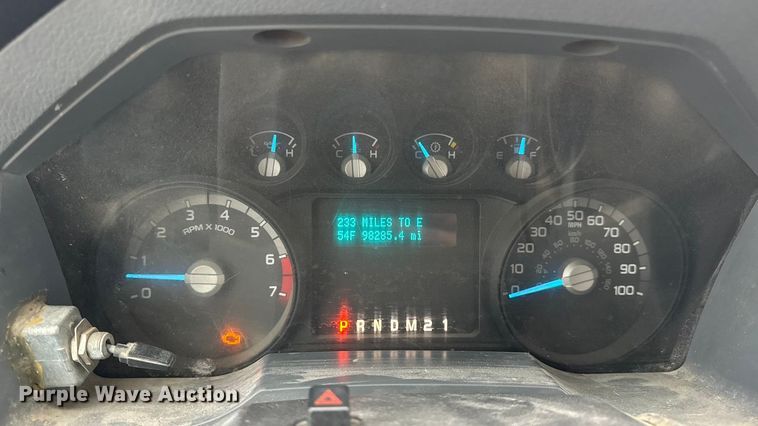 L H
C H
C H
E F
0 1 2 3 4 5 6 7
RPM X 1000
233 MILES TO E
54F 98285.4 mi
P R N D M 2 1
0 10 20 30 40 50 60 70 80 90 100
MPH
km/h
Purple Wave Auction